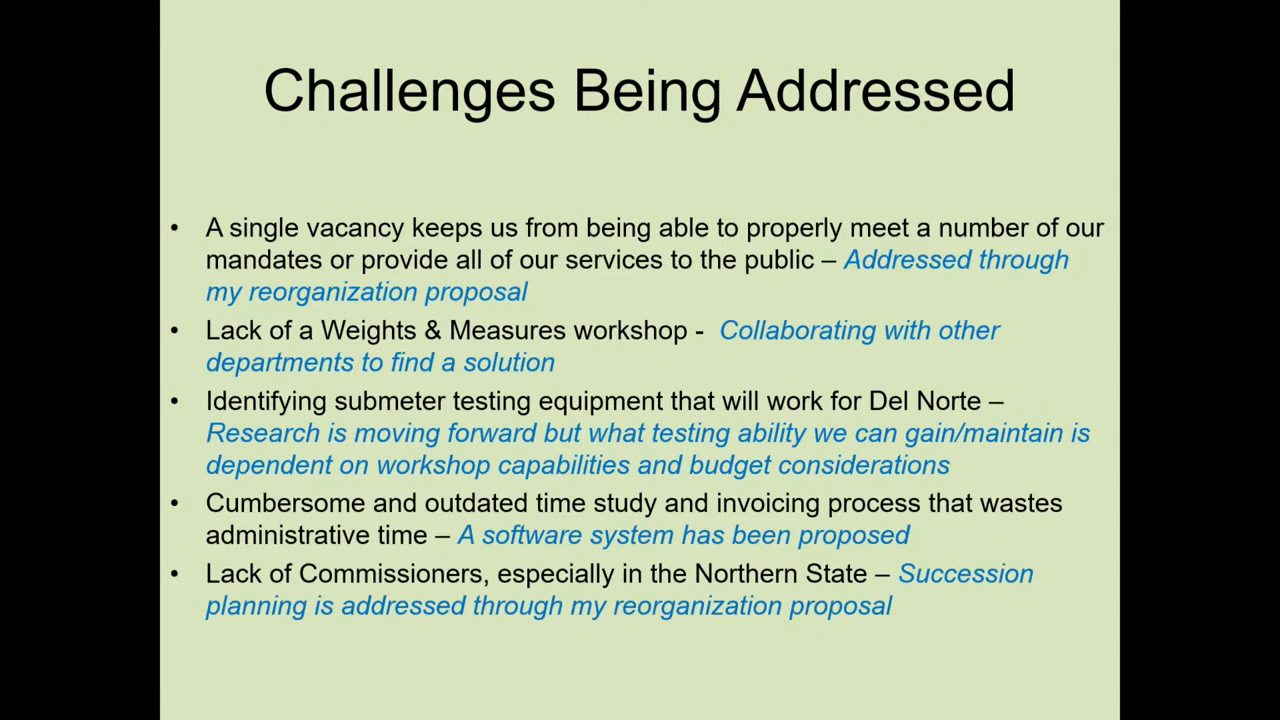 Challenges Being Addressed
• A single vacancy keeps us from being able to properly meet a number of our
mandates or provide all of our services to the public – Addressed through
my reorganization proposal
• Lack of a Weights & Measures workshop - Collaborating with other
departments to find a solution
• Identifying submeter testing equipment that will work for Del Norte –
Research is moving forward but what testing ability we can gain/maintain is
dependent on workshop capabilities and budget considerations
• Cumbersome and outdated time study and invoicing process that wastes
administrative time – A software system has been proposed
• Lack of Commissioners, especially in the Northern State – Succession
planning is addressed through my reorganization proposal